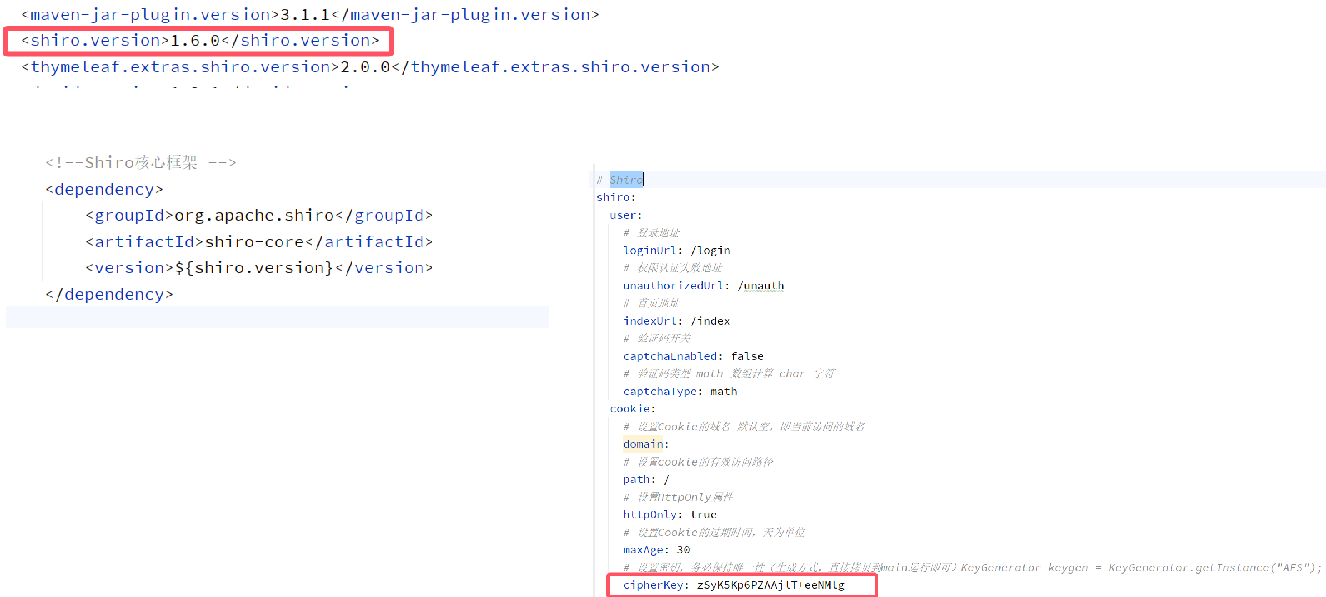 <maven-jar-plugin.version>3.1.1</maven-jar-plugin.version>
<shiro.version>1.6.0</shiro.version>
<thymeleaf.extras.shiro.version>2.0.0</thymeleaf.extras.shiro.version>
<!--Shiro核心框架 -->
<dependency>
<groupId>org.apache.shiro</groupId>
<artifactId>shiro-core</artifactId>
<version>${shiro.version}</version>
</dependency>
# Shiro
shiro:
user:
# 登录地址
loginUrl: /login
# 权限认证失败地址
unauthorizedUrl: /unauth
# 首页地址
indexUrl: /index
# 验证码开关
captchaEnabled: false
# 验证码类型 math 数组计算 char 字符
captchaType: math
cookie:
# 设置Cookie的域名 默认空，即当前访问的域名
domain:
# 设置cookie的有效访问路径
path: /
# 设置HttpOnly属性
httpOnly: true
# 设置Cookie的过期时间，天为单位
maxAge: 30
# 设置密钥，务必保持唯一性（生成方式，直接拷贝到main运行即可）KeyGenerator keygen = KeyGenerator.getInstance("AES");
cipherKey: zSyK5Kp6PZAAjlT+eeNMlg